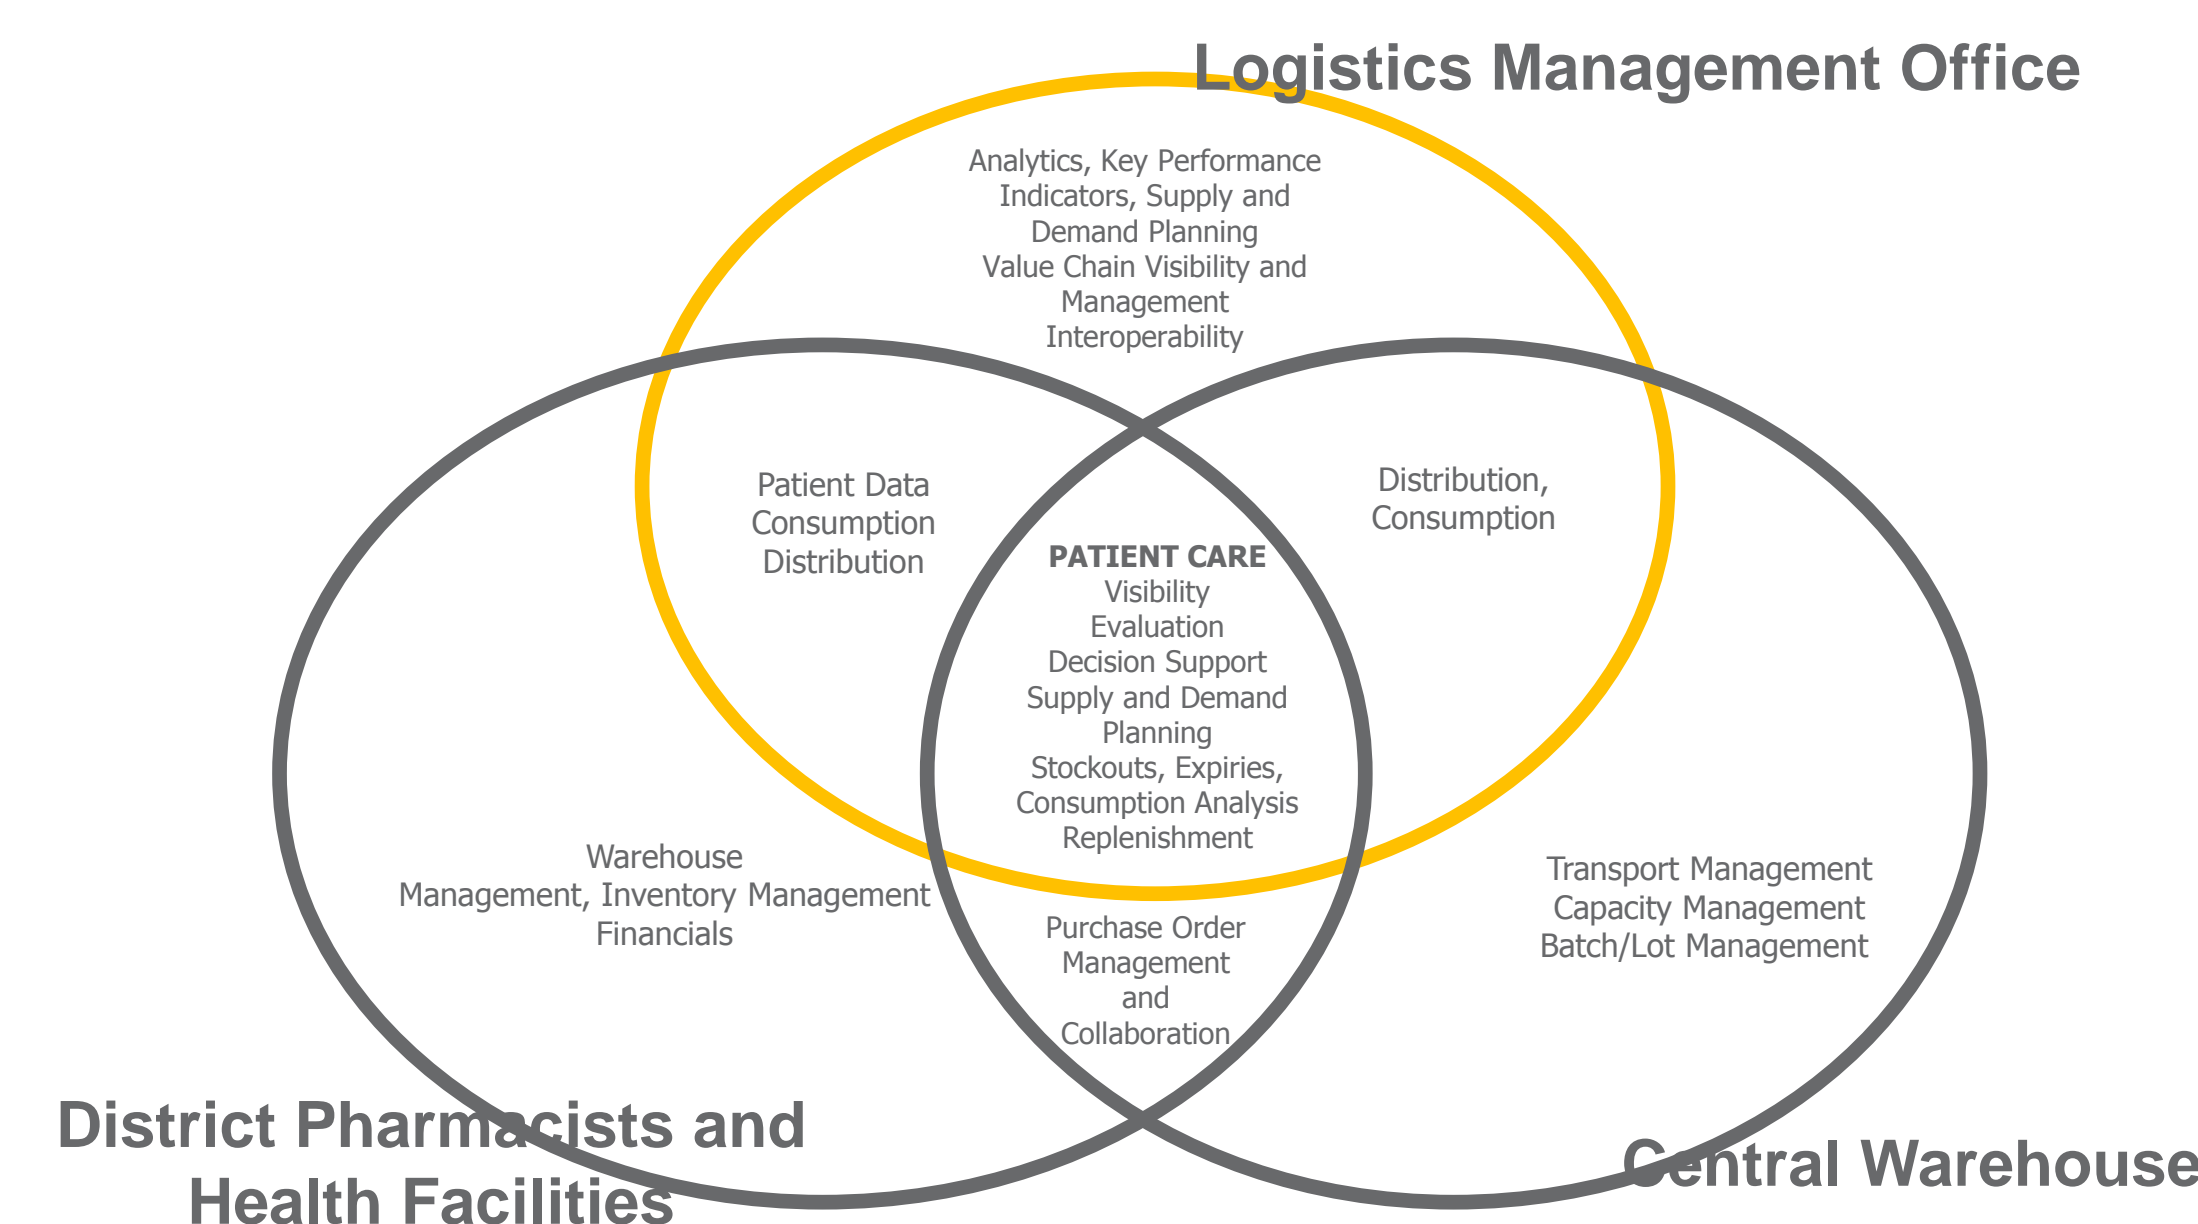 Logistics Management Office
Analytics, Key Performance
Indicators, Supply and
Demand Planning
Value Chain Visibility and
Management
Interoperability
Patient Data
Consumption
Distribution
Distribution,
Consumption
PATIENT CARE
Visibility
Evaluation
Decision Support
Supply and Demand
Planning
Stockouts, Expiries,
Consumption Analysis
Replenishment
Warehouse
Management, Inventory Management
Financials
Transport Management
Capacity Management
Batch/Lot Management
Purchase Order
Management
and
Collaboration
District Pharmacists and
Health Facilities
Central Warehouse